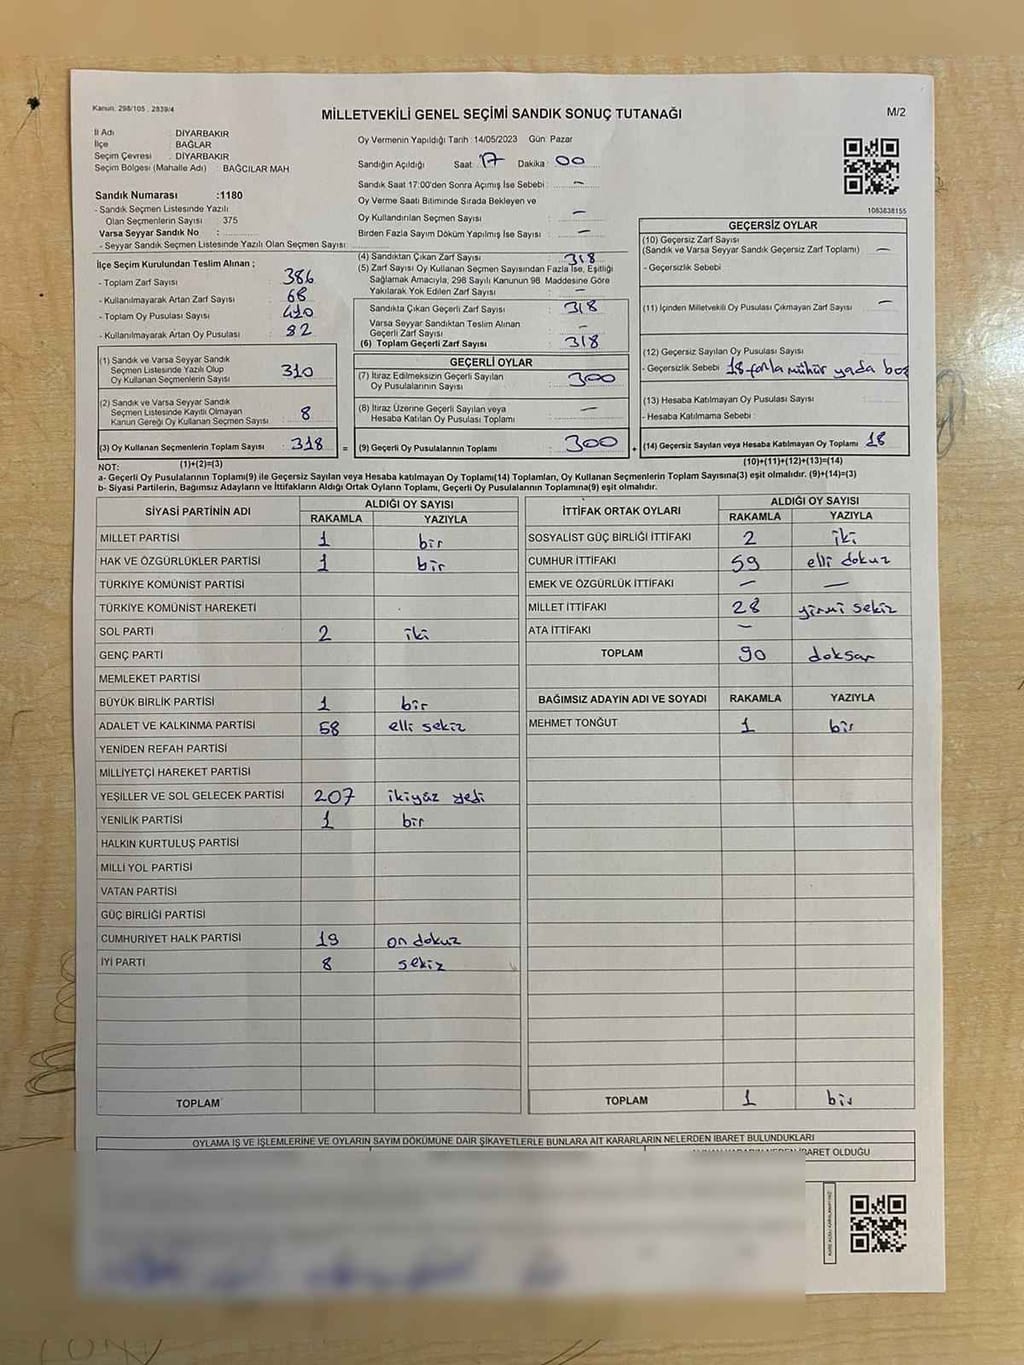 Kanun. 298/105 . 2839/4
MİLLETVEKİLİ GENEL SEÇİMİ SANDIK SONUÇ TUTANAĞI
M/2
İl Adı : DİYARBAKIR
İlçe : BAĞLAR
Seçim Çevresi : DİYARBAKIR
Seçim Bölgesi (Mahalle Adı) : BAĞCILAR MAH
Sandık Numarası :1180
- Sandık Seçmen Listesinde Yazılı
Olan Seçmenlerin Sayısı : 375
Varsa Seyyar Sandık No :
- Seyyar Sandık Seçmen Listesinde Yazılı Olan Seçmen Sayısı:
Oy Vermenin Yapıldığı Tarih :14/05/2023 Gün: Pazar
Sandığın Açıldığı Saat: 17 Dakika: 00
Sandık Saat 17:00'den Sonra Açımış İse Sebebi : –
Oy Verme Saati Bitiminde Sırada Bekleyen ve
Oy Kullandırılan Seçmen Sayısı : –
Birden Fazla Sayım Döküm Yapılmış İse Sayısı : –
1083838155
İlçe Seçim Kurulundan Teslim Alınan ;
- Toplam Zarf Sayısı : 386
- Kullanılmayarak Artan Zarf Sayısı : 68
- Toplam Oy Pusulası Sayısı : 410
- Kullanılmayarak Artan Oy Pusulası : 92
(1) Sandık ve Varsa Seyyar Sandık
Seçmen Listesinde Yazılı Olup
Oy Kullanan Seçmenlerin Sayısı : 310
(2) Sandık ve Varsa Seyyar Sandık
Seçmen Listesinde Kayıtlı Olmayan
Kanun Gereği Oy Kullanan Seçmen Sayısı : 8
(3) Oy Kullanan Seçmenlerin Toplam Sayısı : 318
(1)+(2)=(3)
(4) Sandıktan Çıkan Zarf Sayısı : 318
(5) Zarf Sayısı Oy Kullanan Seçmen Sayısından Fazla İse, Eşitliği
Sağlamak Amacıyla, 298 Sayılı Kanunun 98. Maddesine Göre
Yakılarak Yok Edilen Zarf Sayısı : –
Sandıkta Çıkan Geçerli Zarf Sayısı : 318
Varsa Seyyar Sandıktan Teslim Alınan
Geçerli Zarf Sayısı : –
(6) Toplam Geçerli Zarf Sayısı : 318
GEÇERLİ OYLAR
(7) İtiraz Edilmeksizin Geçerli Sayılan
Oy Pusulalarının Sayısı : 300
(8) İtiraz Üzerine Geçerli Sayılan veya
Hesaba Katılan Oy Pusulası Toplamı : –
= (9) Geçerli Oy Pusulalarının Toplamı : 300
GEÇERSİZ OYLAR
(10) Geçersiz Zarf Sayısı
(Sandık ve Varsa Seyyar Sandık Geçersiz Zarf Toplamı) : –
- Geçersizlik Sebebi :
(11) İçinden Milletvekili Oy Pusulası Çıkmayan Zarf Sayısı : –
(12) Geçersiz Sayılan Oy Pusulası Sayısı :
- Geçersizlik Sebebi : 18 fazla mühür yada boş
(13) Hesaba Katılmayan Oy Pusulası Sayısı :
- Hesaba Katılmama Sebebi :
+ (14) Geçersiz Sayılan veya Hesaba Katılmayan Oy Toplamı : 18
(10)+(11)+(12)+(13)=(14)
NOT:
a- Geçerli Oy Pusulalarının Toplamı(9) ile Geçersiz Sayılan veya Hesaba katılmayan Oy Toplamı(14) Toplamları, Oy Kullanan Seçmenlerin Toplam Sayısına(3) eşit olmalıdır. (9)+(14)=(3)
b- Siyasi Partilerin, Bağımsız Adayların ve İttifakların Aldığı Ortak Oyların Toplamı, Geçerli Oy Pusulalarının Toplamına(9) eşit olmalıdır.
SİYASİ PARTİNİN ADI ALDIĞI OY SAYISI
RAKAMLA YAZIYLA
MİLLET PARTİSİ 1 bir
HAK VE ÖZGÜRLÜKLER PARTİSİ 1 bir
TÜRKİYE KOMÜNİST PARTİSİ
TÜRKİYE KOMÜNİST HAREKETİ
SOL PARTİ 2 iki
GENÇ PARTİ
MEMLEKET PARTİSİ
BÜYÜK BİRLİK PARTİSİ 1 bir
ADALET VE KALKINMA PARTİSİ 58 elli sekiz
YENİDEN REFAH PARTİSİ
MİLLİYETÇİ HAREKET PARTİSİ
YEŞİLLER VE SOL GELECEK PARTİSİ 207 ikiyüz yedi
YENİLİK PARTİSİ 1 bir
HALKIN KURTULUŞ PARTİSİ
MİLLİ YOL PARTİSİ
VATAN PARTİSİ
GÜÇ BİRLİĞİ PARTİSİ
CUMHURİYET HALK PARTİSİ 19 on dokuz
İYİ PARTİ 8 sekiz
TOPLAM
İTTİFAK ORTAK OYLARI ALDIĞI OY SAYISI
RAKAMLA YAZIYLA
SOSYALİST GÜÇ BİRLİĞİ İTTİFAKI 2 iki
CUMHUR İTTİFAKI 59 elli dokuz
EMEK VE ÖZGÜRLÜK İTTİFAKI – –
MİLLET İTTİFAKI 28 yirmi sekiz
ATA İTTİFAKI –
TOPLAM 90 doksan
BAĞIMSIZ ADAYIN ADI VE SOYADI RAKAMLA YAZIYLA
MEHMET TONĞUT 1 bir
TOPLAM 1 bir
OYLAMA İŞ VE İŞLEMLERİNE VE OYLARIN SAYIM DÖKÜMÜNE DAİR ŞİKAYETLERLE BUNLARA AİT KARARLARIN NELERDEN İBARET BULUNDUKLARI
İBARET OLDUĞU